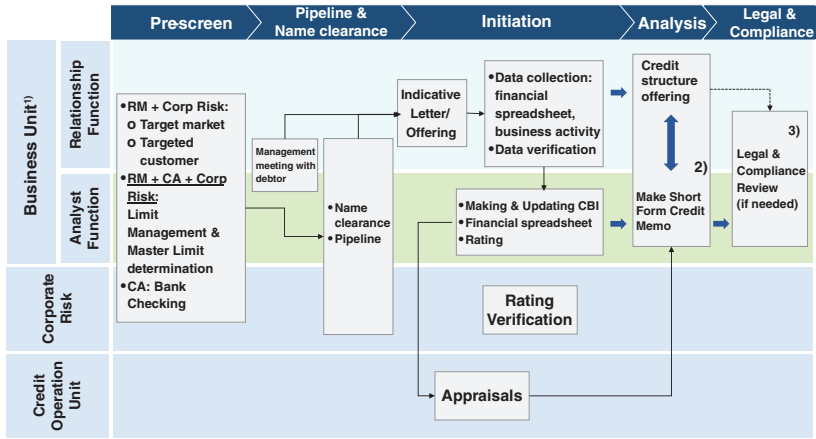 Pre-screen
Pipeline &
Name clearance
Initiation
Analysis
Legal &
Compliance
Business Unit1)
Relationship
Function
Analyst
Function
Corporate
Risk
Credit
Operation
Unit
•RM + Corp Risk:
o Target market
o Targeted
customer
•RM + CA + Corp
Risk:
Limit
Management &
Master Limit
determination
•CA: Bank
Checking
Management
meeting with
debtor
• Name
clearance
• Pipeline
Indicative
Letter/
Offering
•Data collection:
financial
spreadsheet,
business activity
•Data verification
• Making & Updating CBI
• Financial spreadsheet
• Rating
Rating
Verification
Appraisals
Credit
structure
offering
2)
Make Short
Form Credit
Memo
3)
Legal &
Compliance
Review
(if needed)